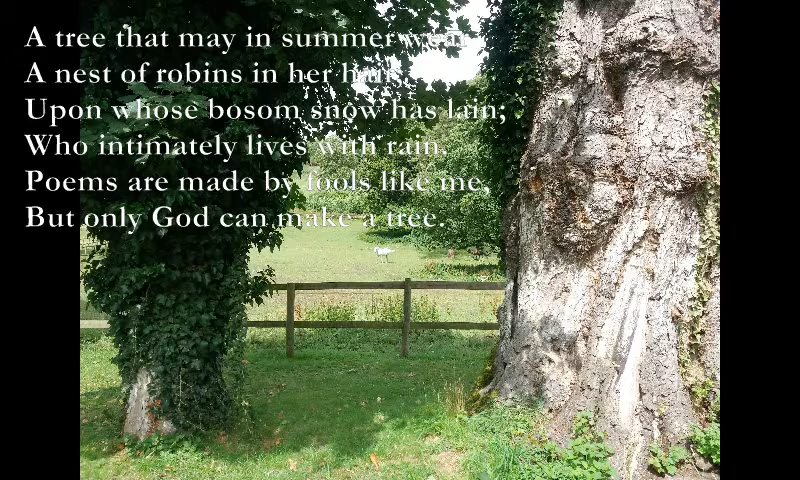 A tree that may in summer wear
A nest of robins in her hair;
Upon whose bosom snow has lain;
Who intimately lives with rain.
Poems are made by fools like me,
But only God can make a tree.